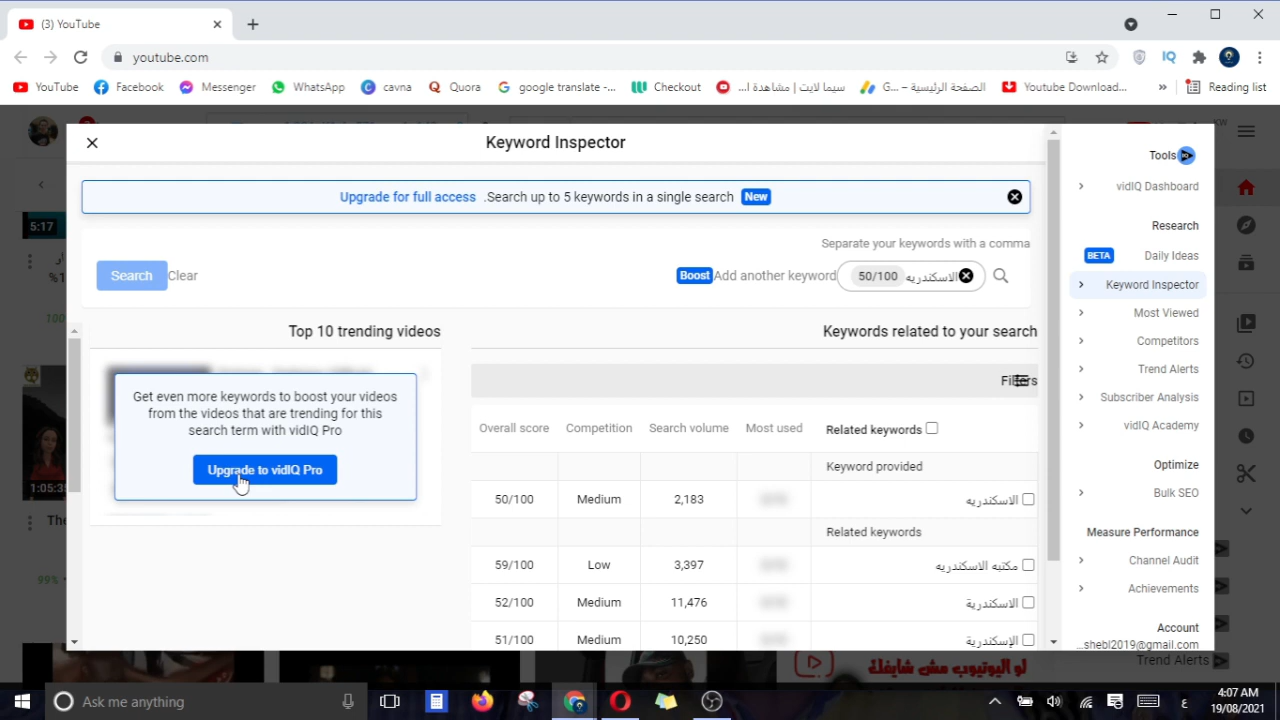 (3) YouTube
youtube.com
YouTube
Facebook
Messenger
WhatsApp
cavna
Quora
google translate -...
Checkout
سيما لايت | مشاهدة ا...
الصفحة الرئيسية – G...
Youtube Download...
»
Reading list
IQ
KW
Keyword Inspector
Upgrade for full access .Search up to 5 keywords in a single search New
Separate your keywords with a comma
Search Clear
Boost Add another keyword 50/100 الاسكندريه
Top 10 trending videos
Keywords related to your search
Get even more keywords to boost your videos
from the videos that are trending for this
search term with vidIQ Pro
Upgrade to vidIQ Pro
Filters
Overall score Competition Search volume Most used Related keywords
Keyword provided
50/100 Medium 2,183 الاسكندريه
Related keywords
59/100 Low 3,397 مكتبه الاسكندريه
52/100 Medium 11,476 الاسكندرية
51/100 Medium 10,250 الإسكندرية
Tools
vidIQ Dashboard
Research
BETA Daily Ideas
Keyword Inspector
Most Viewed
Competitors
Trend Alerts
Subscriber Analysis
vidIQ Academy
Optimize
Bulk SEO
Measure Performance
Channel Audit
Achievements
Account
...shebl2019@gmail.com
Trend Alerts
5:17
%1
100
1:05:3
The
99%
لو اليوتيوب مش شايفك
Ask me anything
ع
4:07 AM
19/08/2021